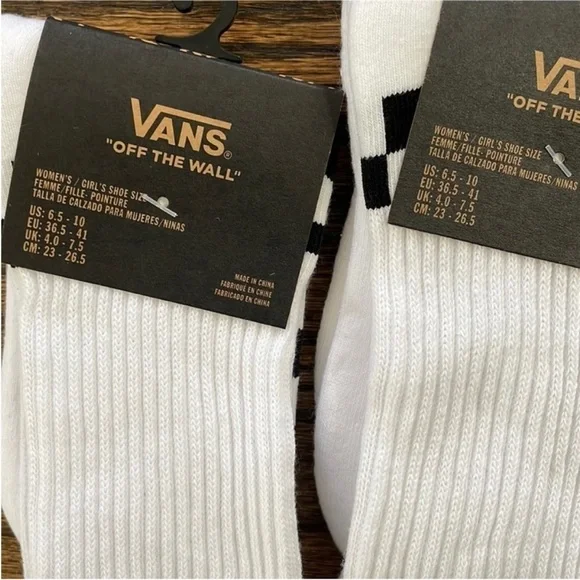 VANS®
"OFF THE WALL"
WOMEN'S / GIRL'S SHOE SIZE
FEMME/FILLE- POINTURE
TALLA DE CALZADO PARA MUJERES/NINAS
US: 6.5 - 10
EU: 36.5 - 41
UK: 4.0 - 7.5
CM: 23 - 26.5
MADE IN CHINA
FABRIQUÉ EN CHINE
FABRICADO EN CHINA
VA
"OFF THE
WOMEN'S / GIRL'S SHOE SIZE
FEMME/FILLE- POINTURE
TALLA DE CALZADO PARA MUJERES/NINAS
US: 6.5 - 10
EU: 36.5 - 41
UK: 4.0 - 7.5
CM: 23 - 26.5